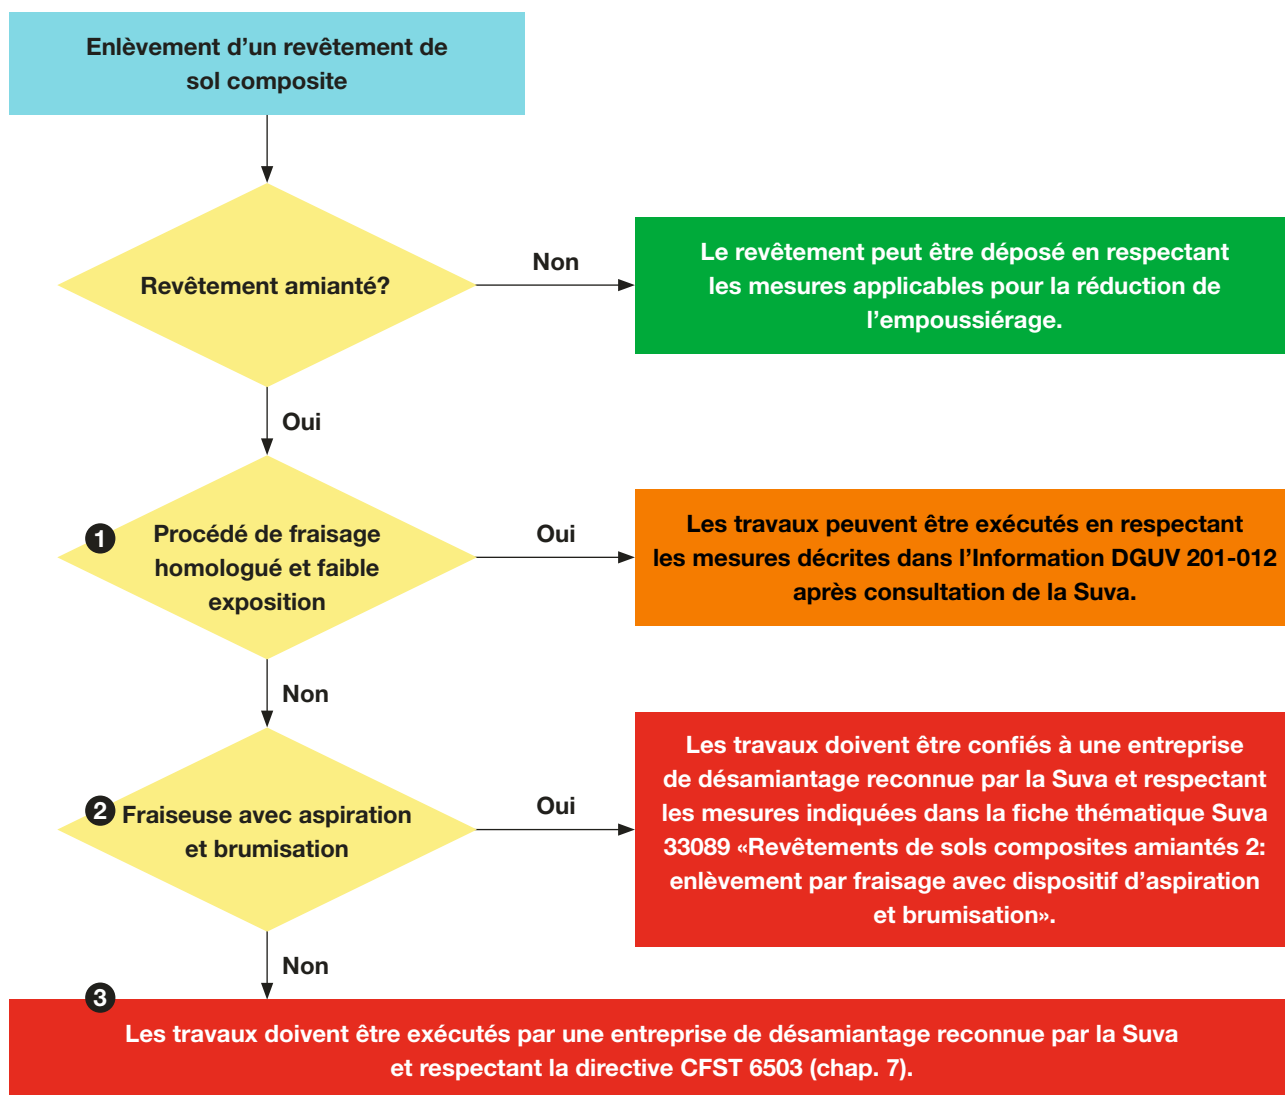 Enlèvement d'un revêtement de
sol composite
Revêtement amianté?
Non
Le revêtement peut être déposé en respectant
les mesures applicables pour la réduction de
l'empoussiérage.
Oui
1
Procédé de fraisage
homologué et faible
exposition
Oui
Les travaux peuvent être exécutés en respectant
les mesures décrites dans l'Information DGUV 201-012
après consultation de la Suva.
Non
2
Fraiseuse avec aspiration
et brumisation
Oui
Les travaux doivent être confiés à une entreprise
de désamiantage reconnue par la Suva et respectant
les mesures indiquées dans la fiche thématique Suva
33089 «Revêtements de sols composites amiantés 2:
enlèvement par fraisage avec dispositif d'aspiration
et brumisation».
Non
3
Les travaux doivent être exécutés par une entreprise de désamiantage reconnue par la Suva
et respectant la directive CFST 6503 (chap. 7).